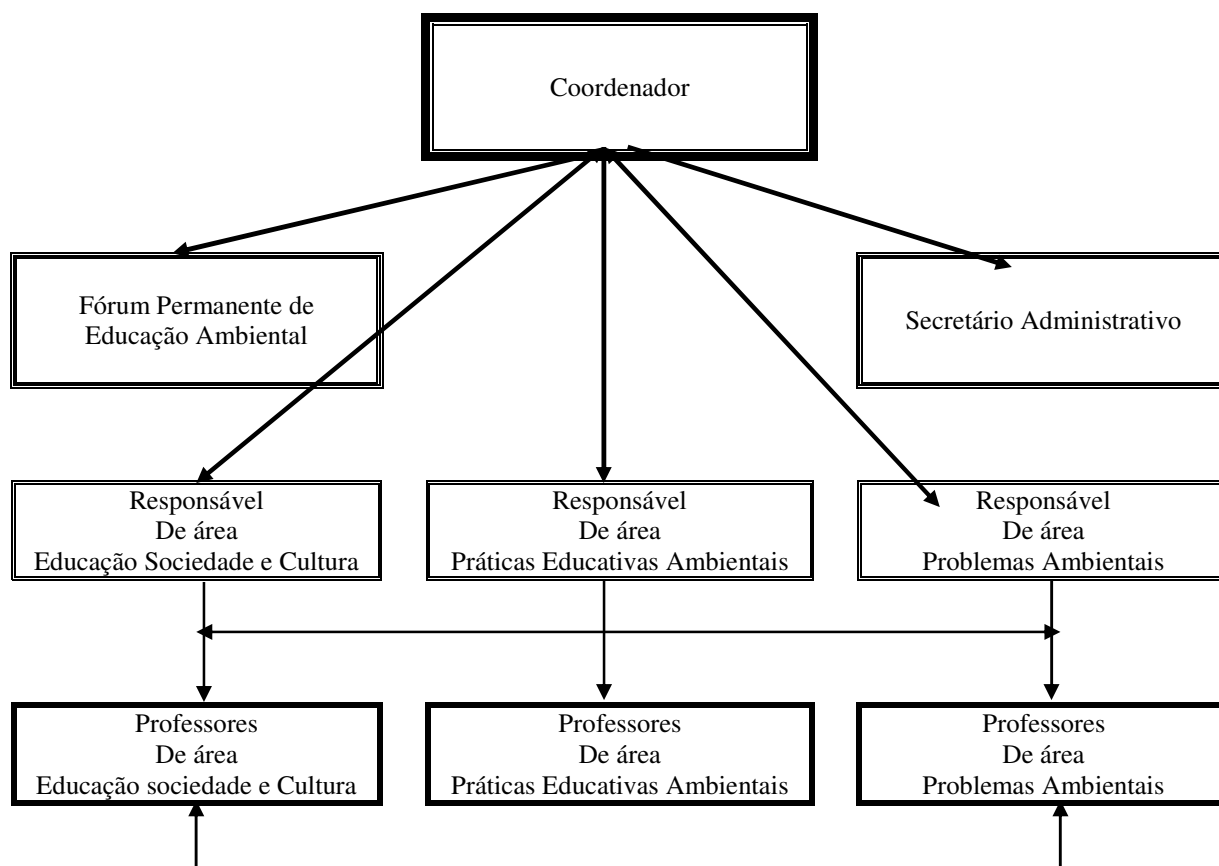 Coordenador
Fórum Permanente de
Educação Ambiental
Secretário Administrativo
Responsável
De área
Educação Sociedade e Cultura
Responsável
De área
Práticas Educativas Ambientais
Responsável
De área
Problemas Ambientais
Professores
De área
Educação sociedade e Cultura
Professores
De área
Práticas Educativas Ambientais
Professores
De área
Problemas Ambientais